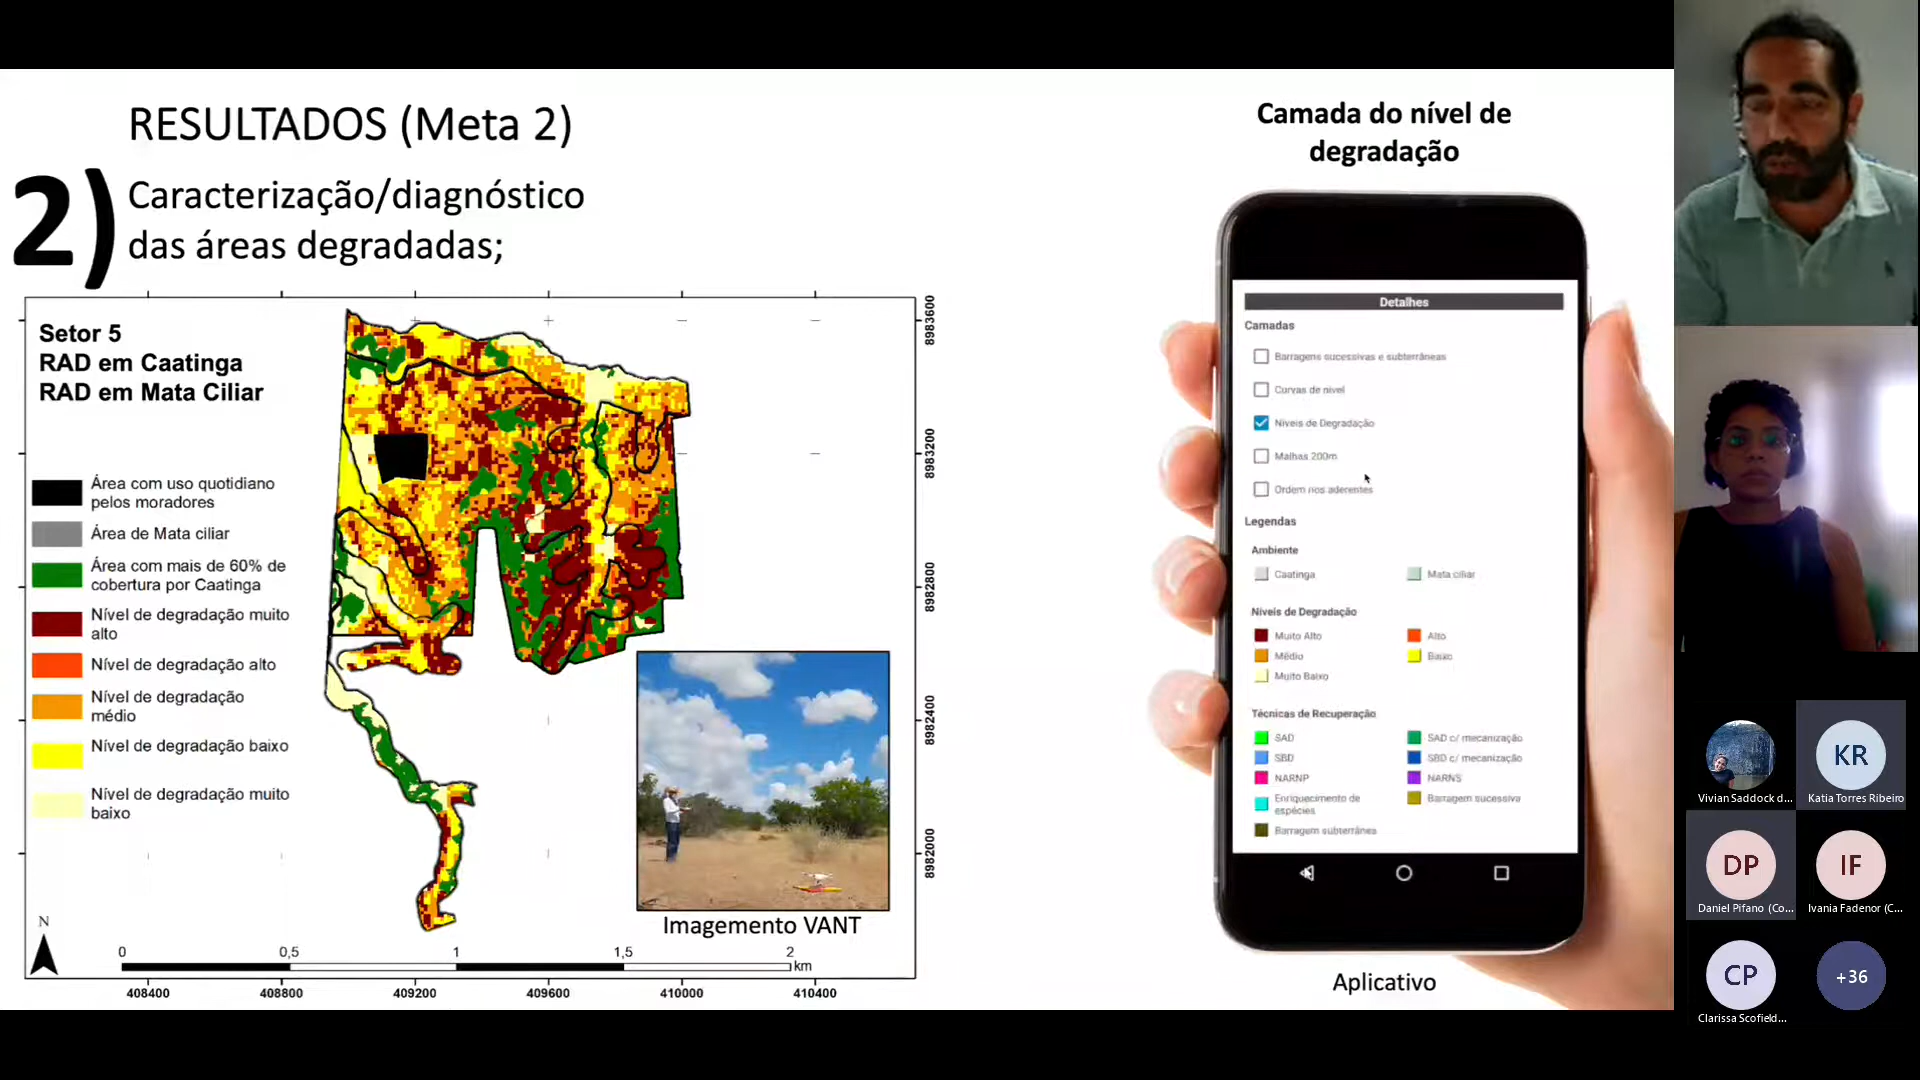 RESULTADOS (Meta 2)
2)
Caracterização/diagnóstico
das áreas degradadas;
Setor 5
RAD em Caatinga
RAD em Mata Ciliar
Área com uso quotidiano
pelos moradores
Área de Mata ciliar
Área com mais de 60% de
cobertura por Caatinga
Nível de degradação muito
alto
Nível de degradação alto
Nível de degradação
médio
Nível de degradação baixo
Nível de degradação muito
baixo
N
0 0,5 1 1,5 2
km
408400 408800 409200 409600 410000 410400
8983600
8983200
8982800
8982400
8982000
Imagemento VANT
Camada do nível de
degradação
Detalhes
Camadas
Barragens sucessivas e subterrâneas
Curvas de nível
Níveis de Degradação
Malhas 200m
Ordem nos aderentes
Legendas
Ambiente
Caatinga Mata ciliar
Níveis de Degradação
Muito Alto Alto
Médio Baixo
Muito Baixo
Técnicas de Recuperação
SAD SAD c/ mecanização
SBD SBD c/ mecanização
NARNP NARNS
Enriquecimento de
espécies
Barragem sucessiva
Barragem subterrânea
Aplicativo
Vivian Saddock d...
KR
Katia Torres Ribeiro
DP
Daniel Pifano (Co...
IF
Ivania Fadenor (C...
CP
Clarissa Scofield...
+36